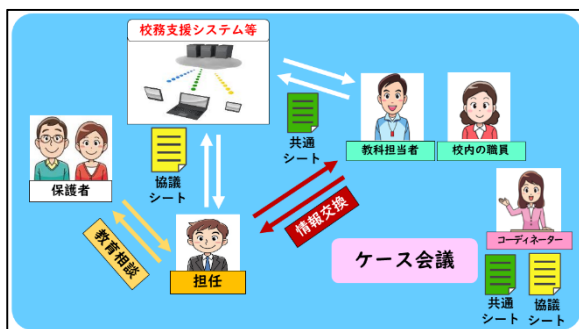 校務支援システム等
共通
シート
教科担当者
校内の職員
保護者
協議
シート
教育相談
担任
情報交換
コーディネーター
ケース会議
共通
シート
協議
シート